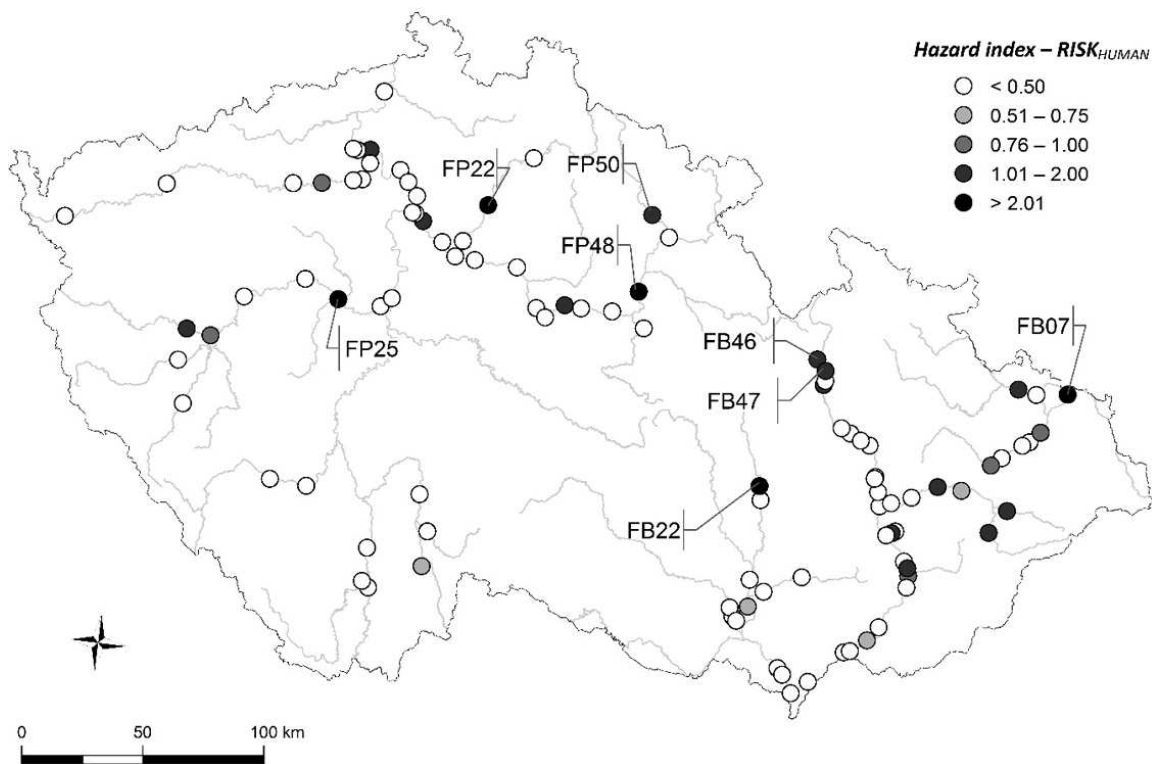 Hazard index – RISK_HUMAN
< 0.50
0.51 – 0.75
0.76 – 1.00
1.01 – 2.00
> 2.01
FP22
FP50
FP48
FP25
FB46
FB47
FB07
FB22
0 50 100 km